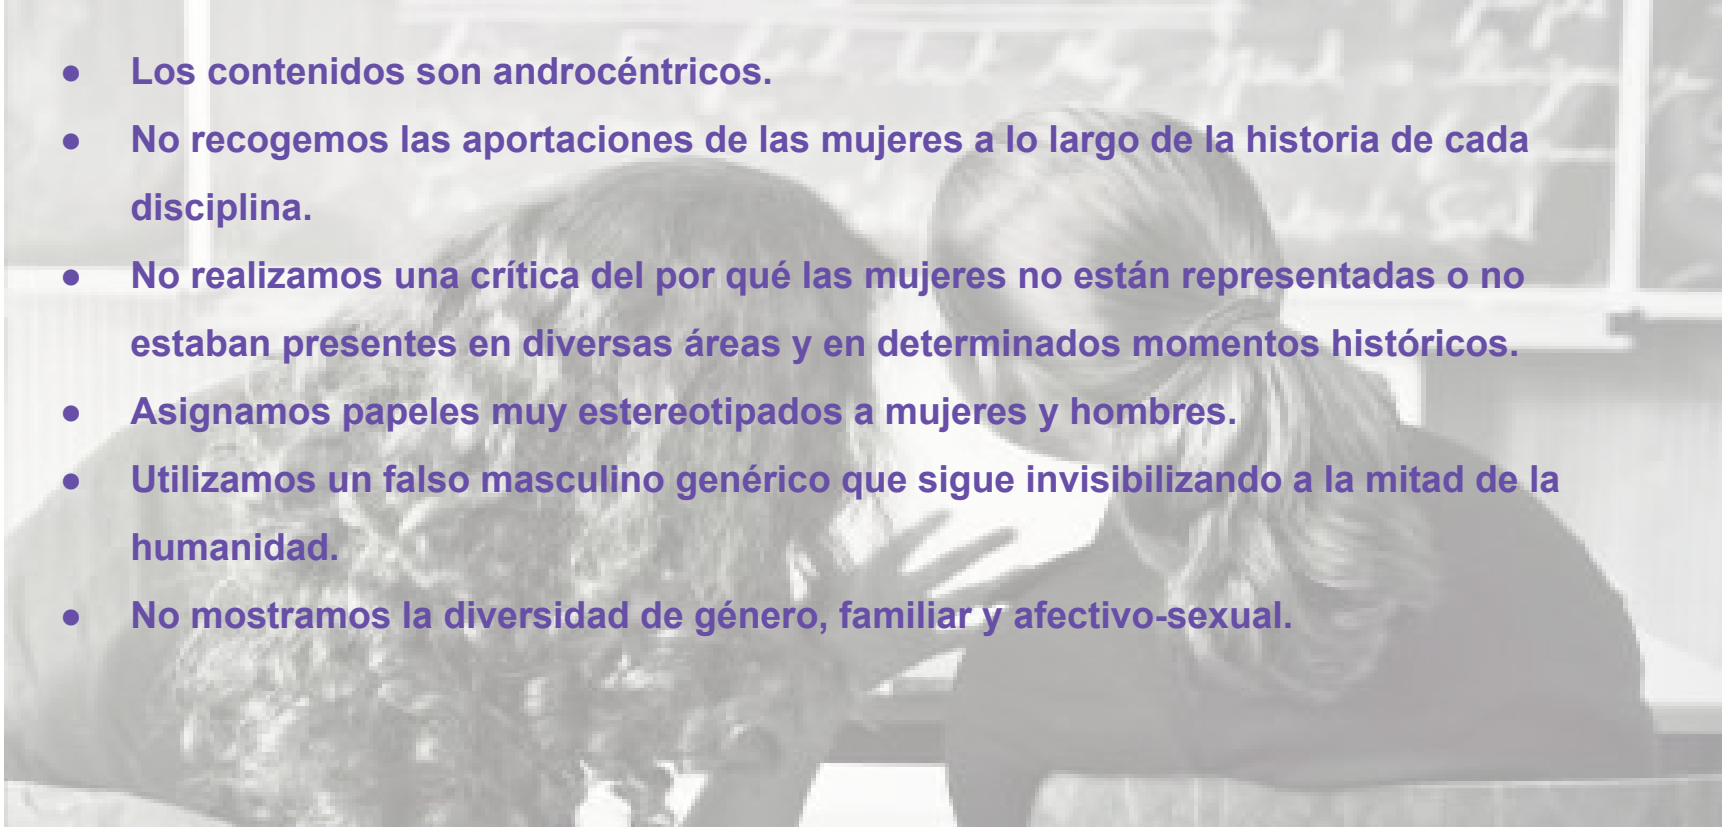 ● Los contenidos son androcéntricos.
● No recogemos las aportaciones de las mujeres a lo largo de la historia de cada
disciplina.
● No realizamos una crítica del por qué las mujeres no están representadas o no
estaban presentes en diversas áreas y en determinados momentos históricos.
● Asignamos papeles muy estereotipados a mujeres y hombres.
● Utilizamos un falso masculino genérico que sigue invisibilizando a la mitad de la
humanidad.
● No mostramos la diversidad de género, familiar y afectivo-sexual.